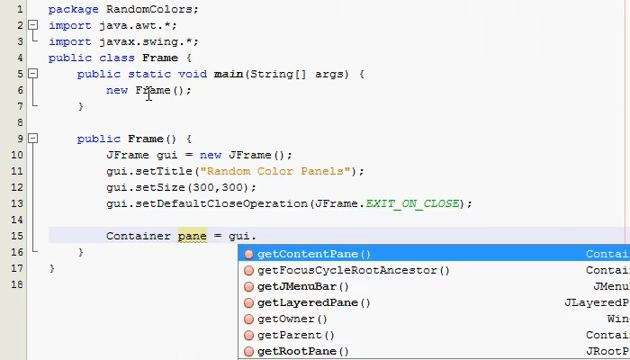 1 package RandomColors;
2 import java.awt.*;
3 import javax.swing.*;
4 public class Frame {
5 public static void main(String[] args) {
6 new Frame();
7 }
8
9 public Frame() {
10 JFrame gui = new JFrame();
11 gui.setTitle("Random Color Panels");
12 gui.setSize(300,300);
13 gui.setDefaultCloseOperation(JFrame.EXIT_ON_CLOSE);
14
15 Container pane = gui.
getContentPane() Contai
16 }
getFocusCycleRootAncestor() Contai
17 }
getJMenuBar() JMenu
18
getLayeredPane() JLayeredP
getOwner() Win
getParent() Contai
getRootPane() JRootP